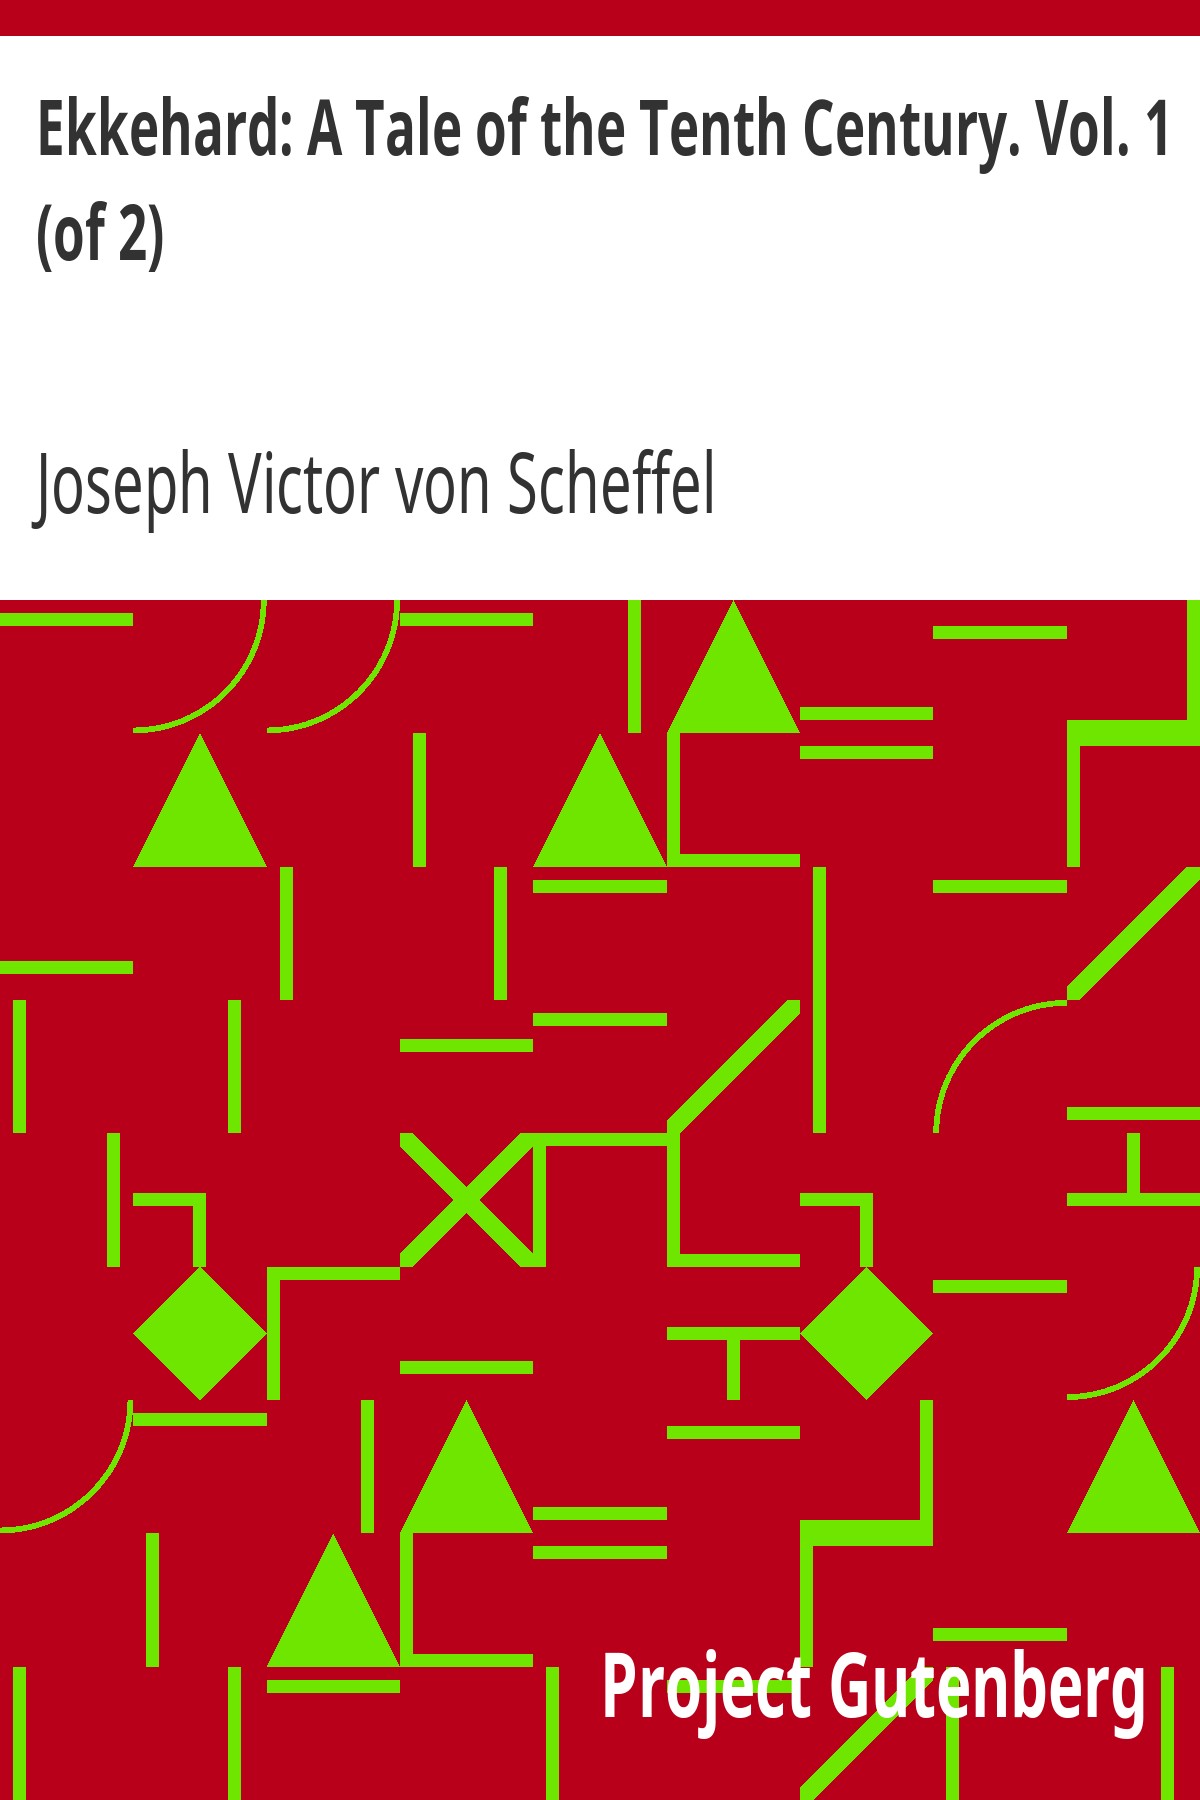 Ekkehard: A Tale of the Tenth Century. Vol. 1
(of 2)
Joseph Victor von Scheffel
Project Gutenberg